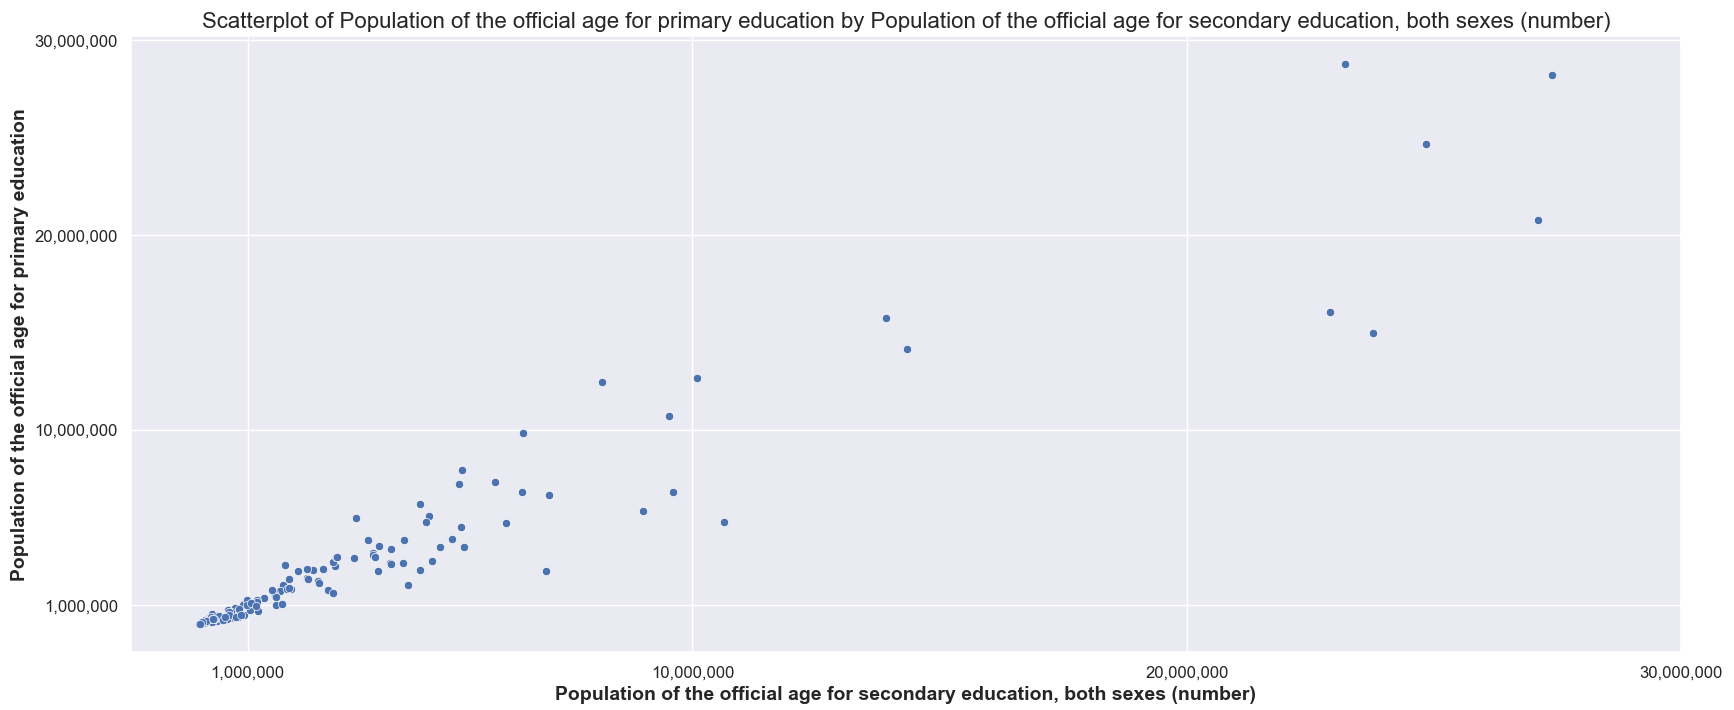 Scatterplot of Population of the official age for primary education by Population of the official age for secondary education, both sexes (number)
Population of the official age for primary education
30,000,000
20,000,000
10,000,000
1,000,000
1,000,000
10,000,000
20,000,000
30,000,000
Population of the official age for secondary education, both sexes (number)